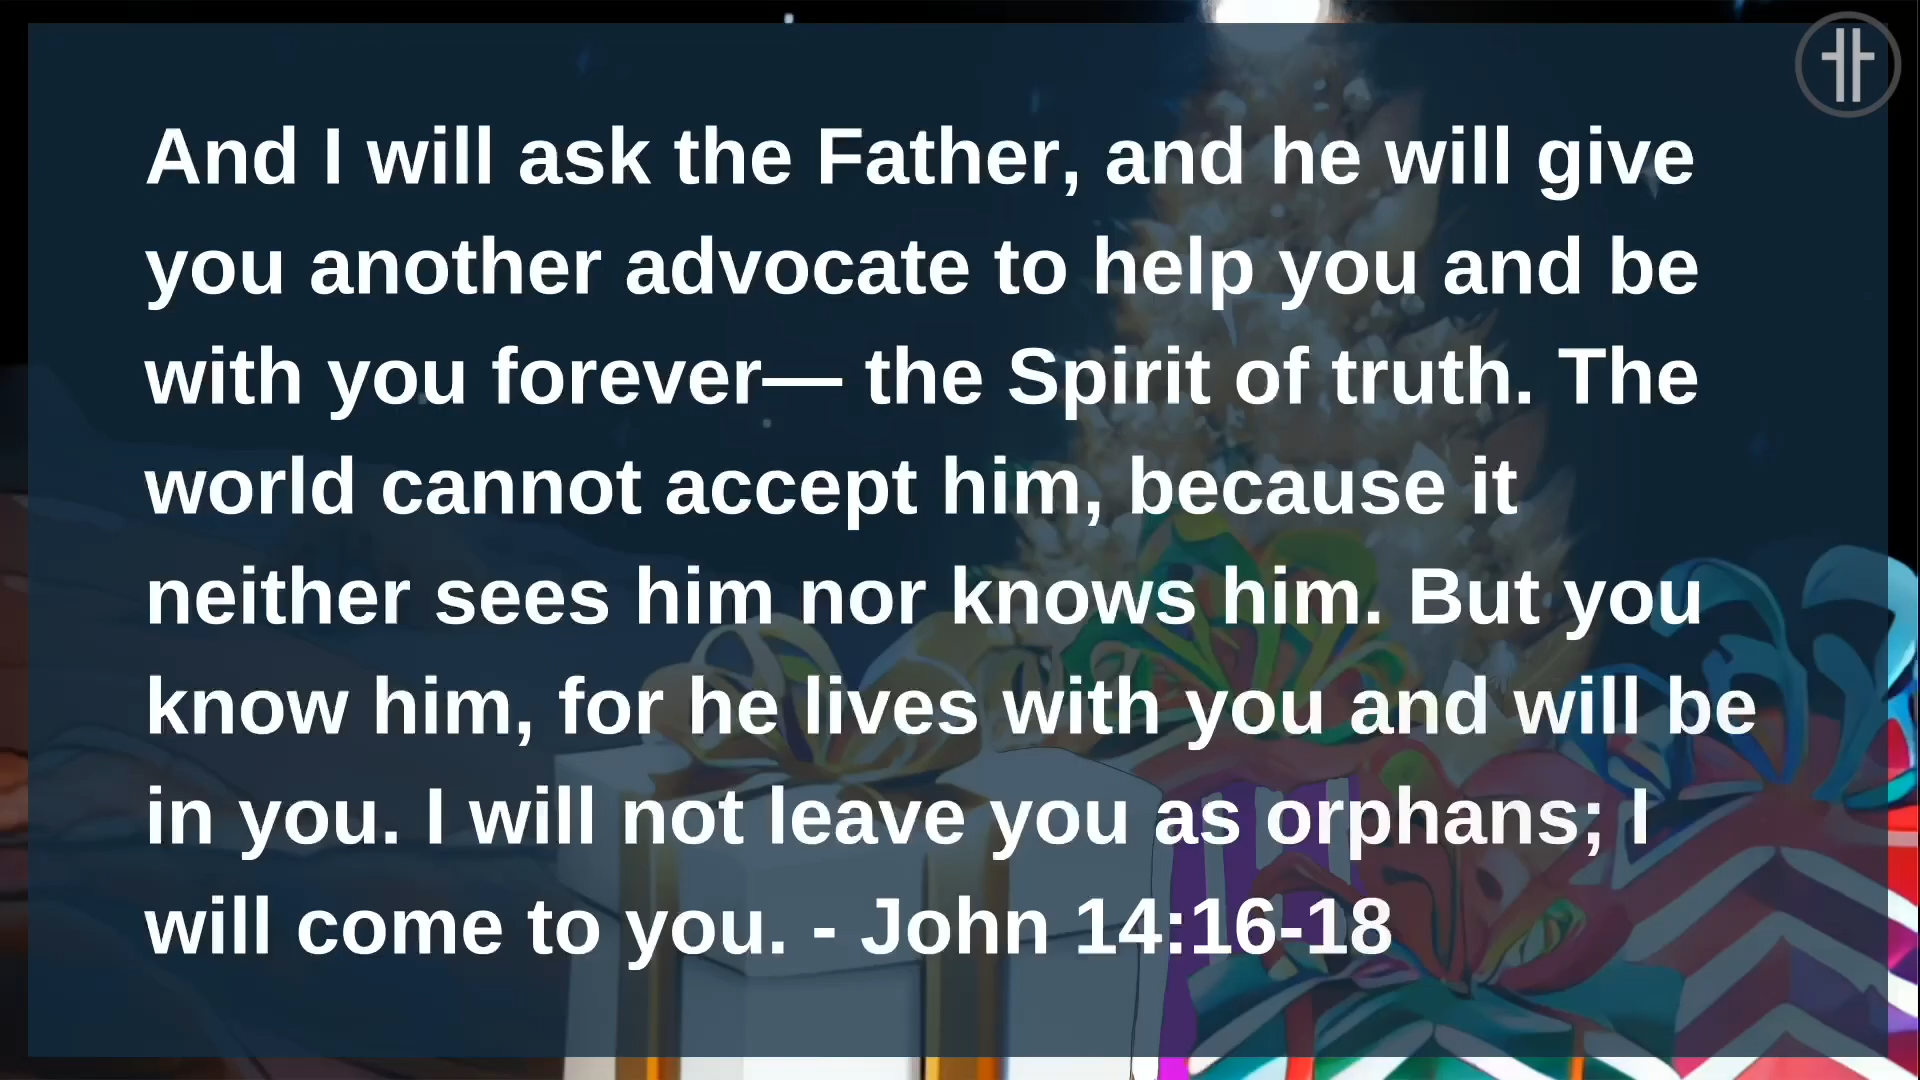 And I will ask the Father, and he will give
you another advocate to help you and be
with you forever— the Spirit of truth. The
world cannot accept him, because it
neither sees him nor knows him. But you
know him, for he lives with you and will be
in you. I will not leave you as orphans; I
will come to you. - John 14:16-18